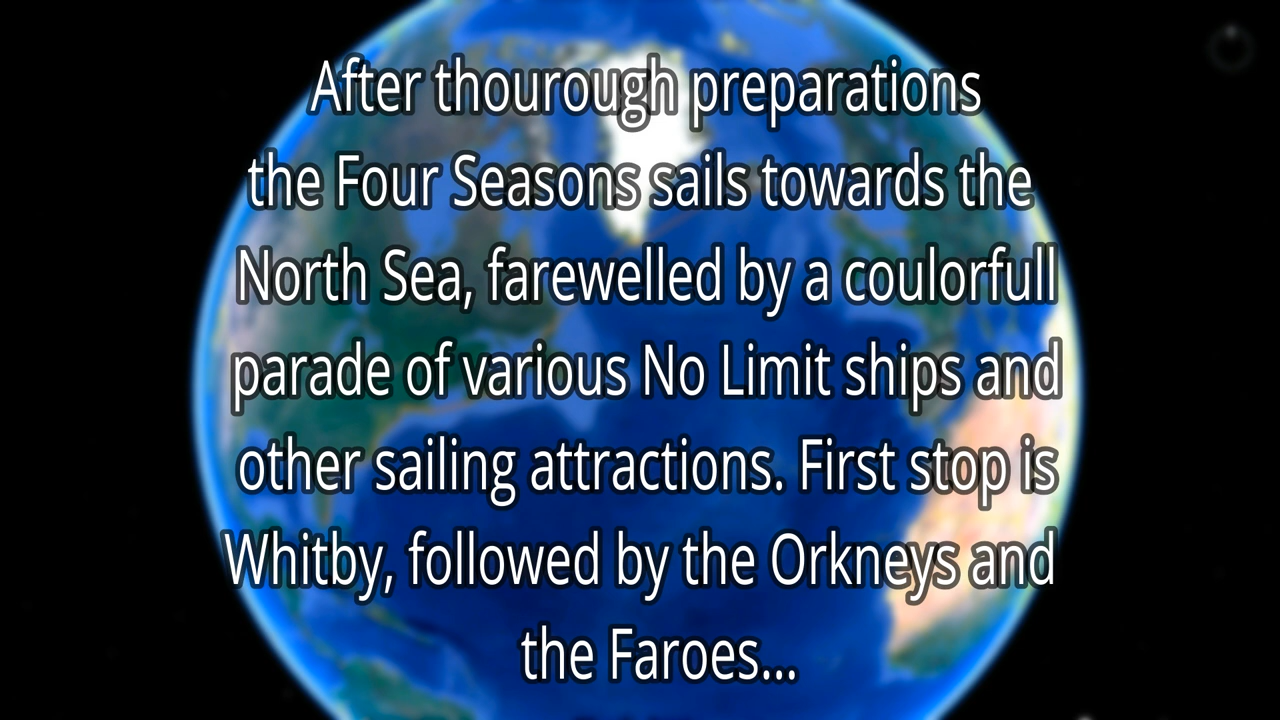 After thourough preparations
the Four Seasons sails towards the
North Sea, farewelled by a coulorfull
parade of various No Limit ships and
other sailing attractions. First stop is
Whitby, followed by the Orkneys and
the Faroes...